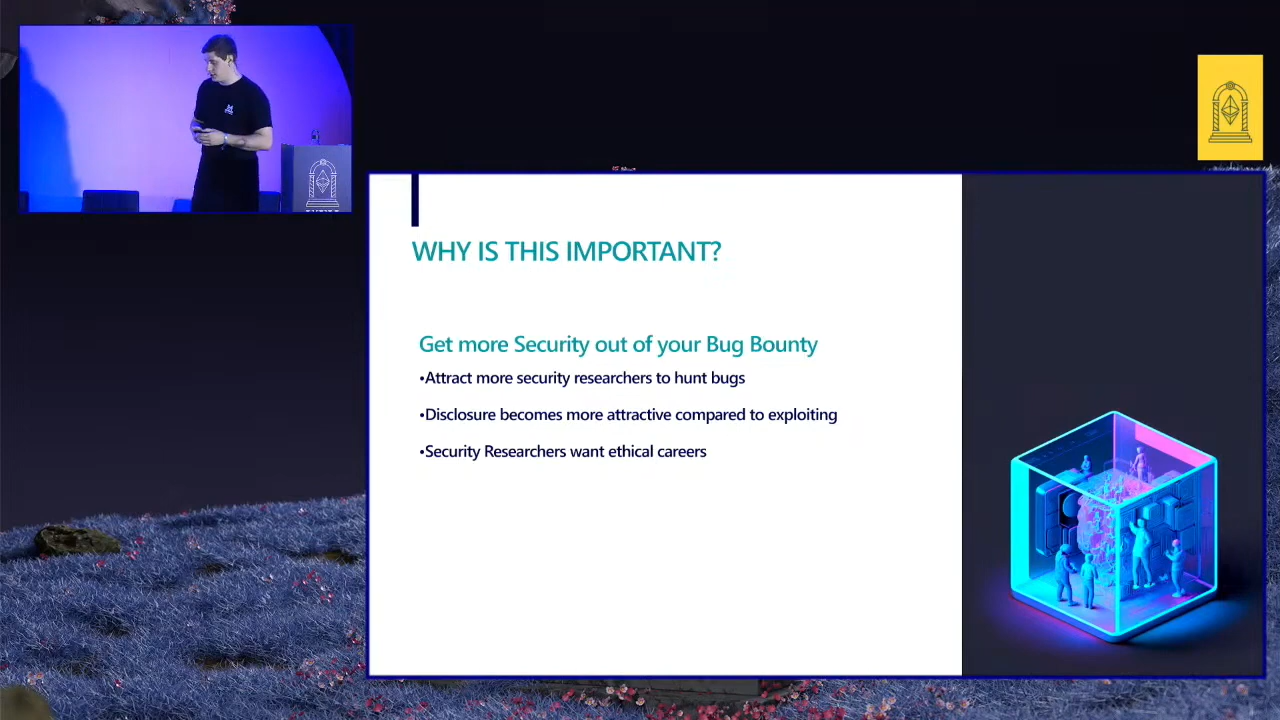 WHY IS THIS IMPORTANT?
Get more Security out of your Bug Bounty
•Attract more security researchers to hunt bugs
•Disclosure becomes more attractive compared to exploiting
•Security Researchers want ethical careers